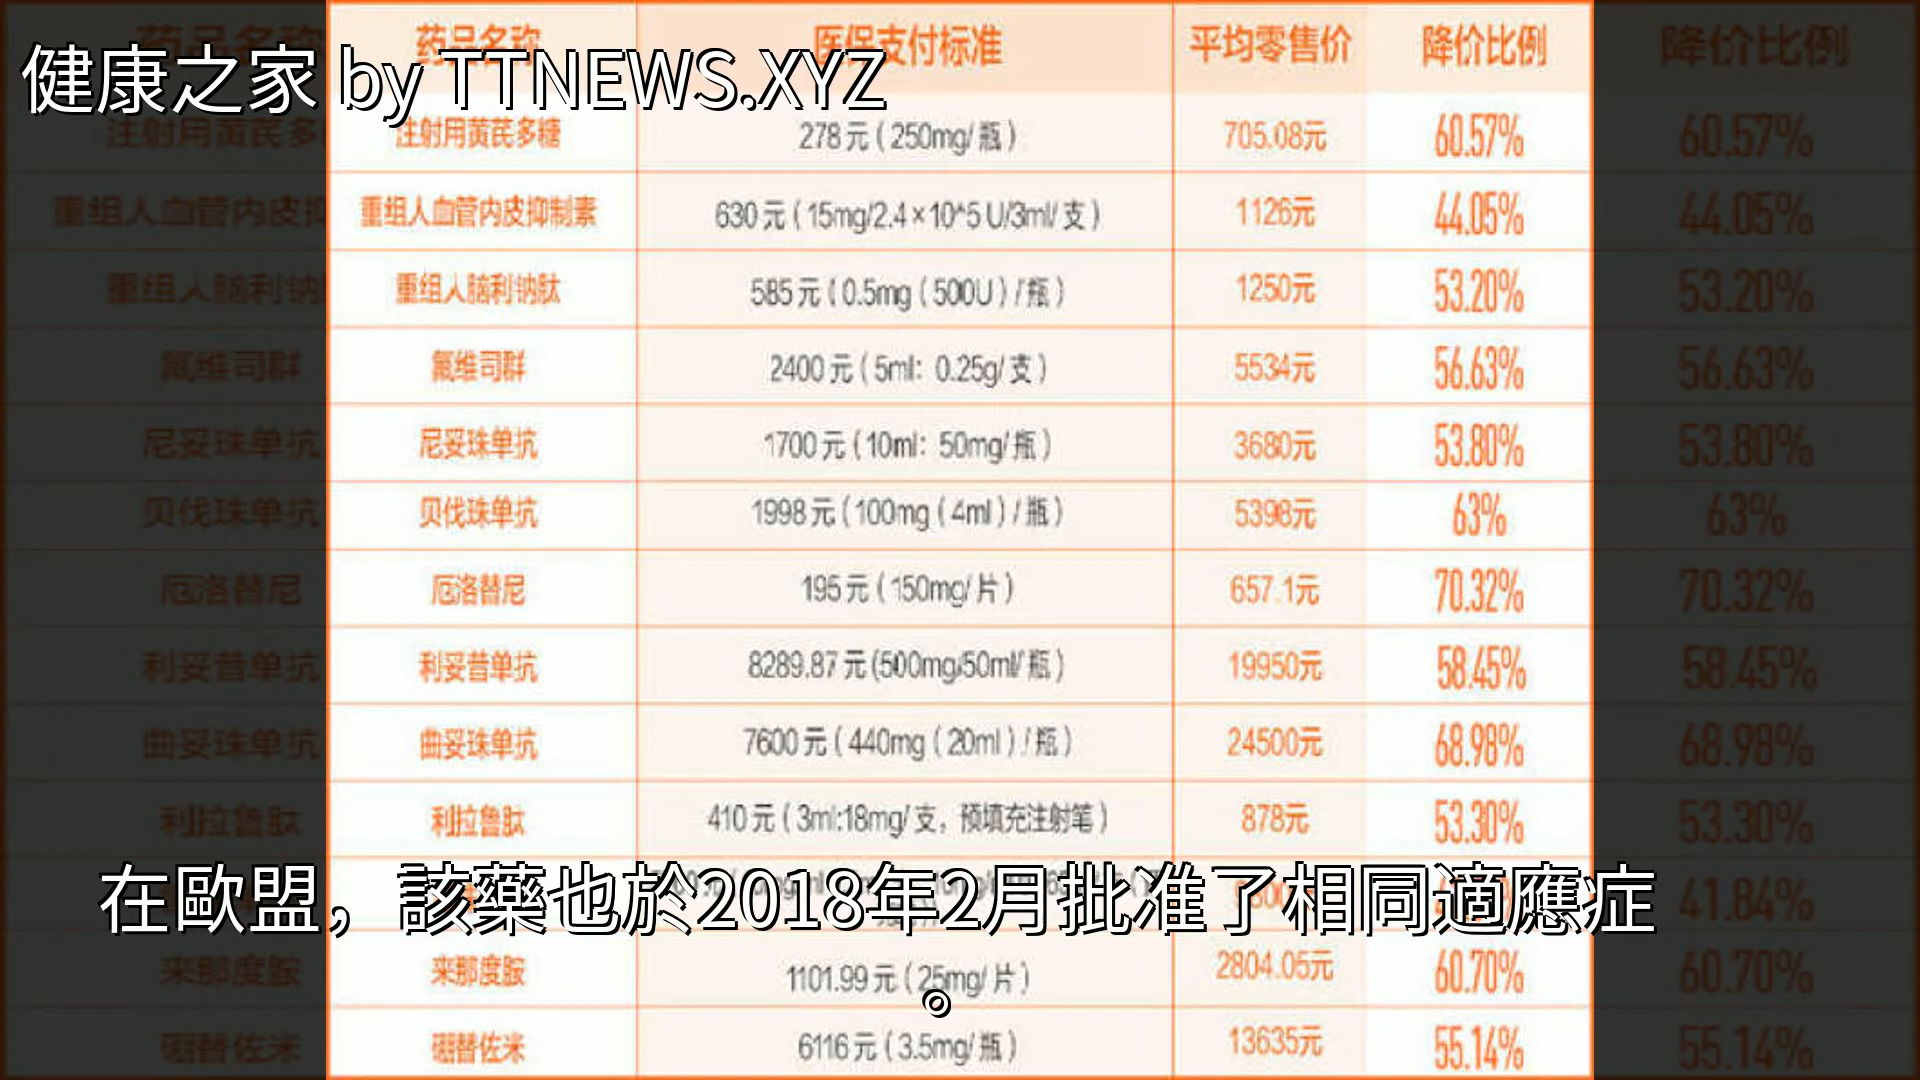 药品名称 医保支付标准 平均零售价 降价比例
健康之家 by TTNEWS.XYZ
注射用黄芪多糖 278元(250mg/瓶) 705.08元 60.57%
重组人血管内皮抑制素 630元(15mg/2.4×10^5 U/3ml/支) 1126元 44.05%
重组人脑利钠肽 585元(0.5mg(500U)/瓶) 1250元 53.20%
氟维司群 2400元(5ml: 0.25g/支) 5534元 56.63%
尼妥珠单抗 1700元(10ml: 50mg/瓶) 3680元 53.80%
贝伐珠单抗 1998元(100mg(4ml)/瓶) 5398元 63%
厄洛替尼 195元(150mg/片) 657.1元 70.32%
利妥昔单抗 8289.87元(500mg/50ml/瓶) 19950元 58.45%
曲妥珠单抗 7600元(440mg(20ml)/瓶) 24500元 68.98%
利拉鲁肽 410元(3ml:18mg/支，预填充注射笔) 878元 53.30%
41.84%
在歐盟，該藥也於2018年2月批准了相同適應症
。
来那度胺 1101.99元(25mg/片) 2804.05元 60.70%
硼替佐米 6116元(3.5mg/瓶) 13635元 55.14%